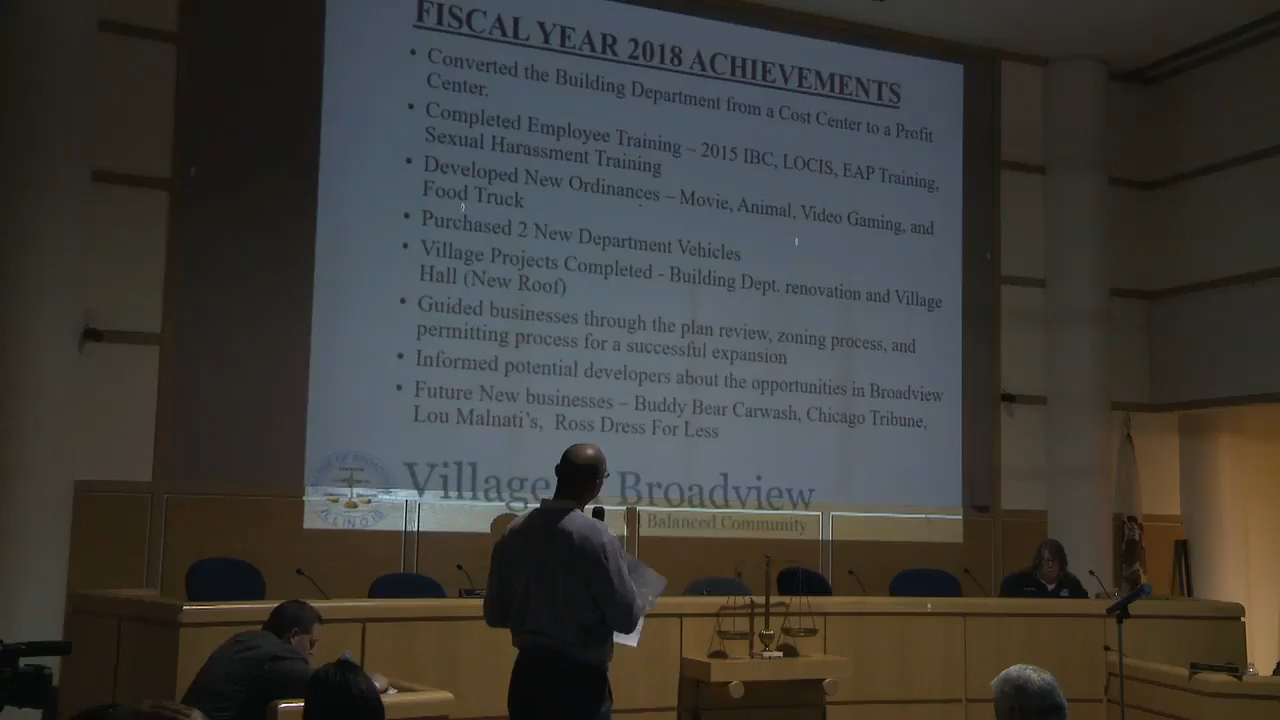 FISCAL YEAR 2018 ACHIEVEMENTS
• Converted the Building Department from a Cost Center to a Profit
Center.
• Completed Employee Training – 2015 IBC, LOCIS, EAP Training,
Sexual Harassment Training
• Developed New Ordinances – Movie, Animal, Video Gaming, and
Food Truck
• Purchased 2 New Department Vehicles
• Village Projects Completed - Building Dept. renovation and Village
Hall (New Roof)
• Guided businesses through the plan review, zoning process, and
permitting process for a successful expansion
• Informed potential developers about the opportunities in Broadview
• Future New businesses – Buddy Bear Carwash, Chicago Tribune,
Lou Malnati's, Ross Dress For Less
Village Broadview
Balanced Community
ILLINOIS